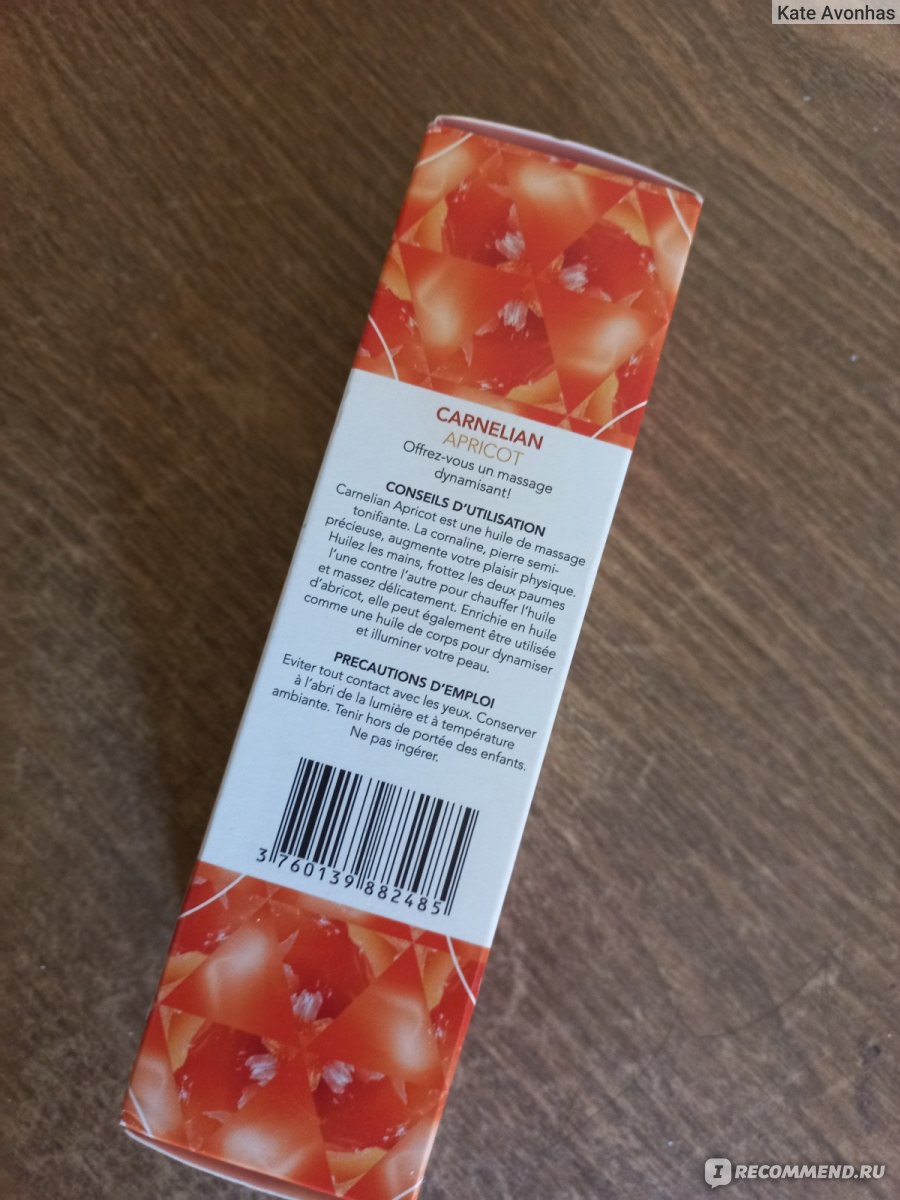 Kate Avonhas
CARNELIAN
APRICOT
Offrez-vous un massage
dynamisant!
CONSEILS D'UTILISATION
Carnelian Apricot est une huile de massage
tonifiante. La cornaline, pierre semi-
précieuse, augmente votre plaisir physique.
Huilez les mains, frottez les deux paumes
l'une contre l'autre pour chauffer l'huile
et massez délicatement. Enrichie en huile
d'abricot, elle peut également être utilisée
comme une huile de corps pour dynamiser
et illuminer votre peau.
PRECAUTIONS D'EMPLOI
Eviter tout contact avec les yeux. Conserver
à l'abri de la lumière et à température
ambiante. Tenir hors de portée des enfants.
Ne pas ingérer.
3 760139 882485
I RECOMMEND.RU